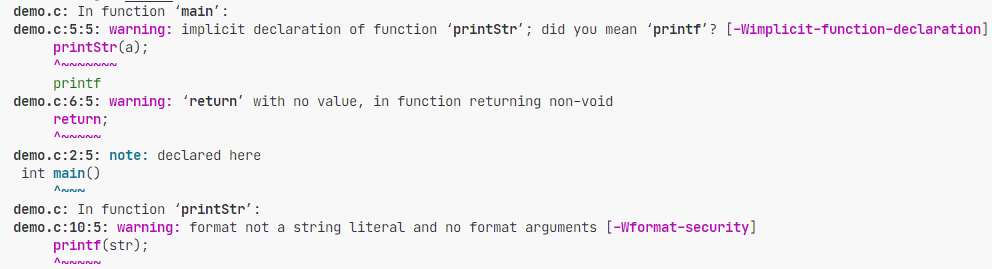 demo.c: In function ‘main’:
demo.c:5:5: warning: implicit declaration of function ‘printStr’; did you mean ‘printf’? [-Wimplicit-function-declaration]
     printStr(a);
     ^~~~~~~~
     printf
demo.c:6:5: warning: ‘return’ with no value, in function returning non-void
     return;
     ^~~~~~
demo.c:2:5: note: declared here
 int main()
     ^~~~
demo.c: In function ‘printStr’:
demo.c:10:5: warning: format not a string literal and no format arguments [-Wformat-security]
     printf(str);
     ^~~~~~